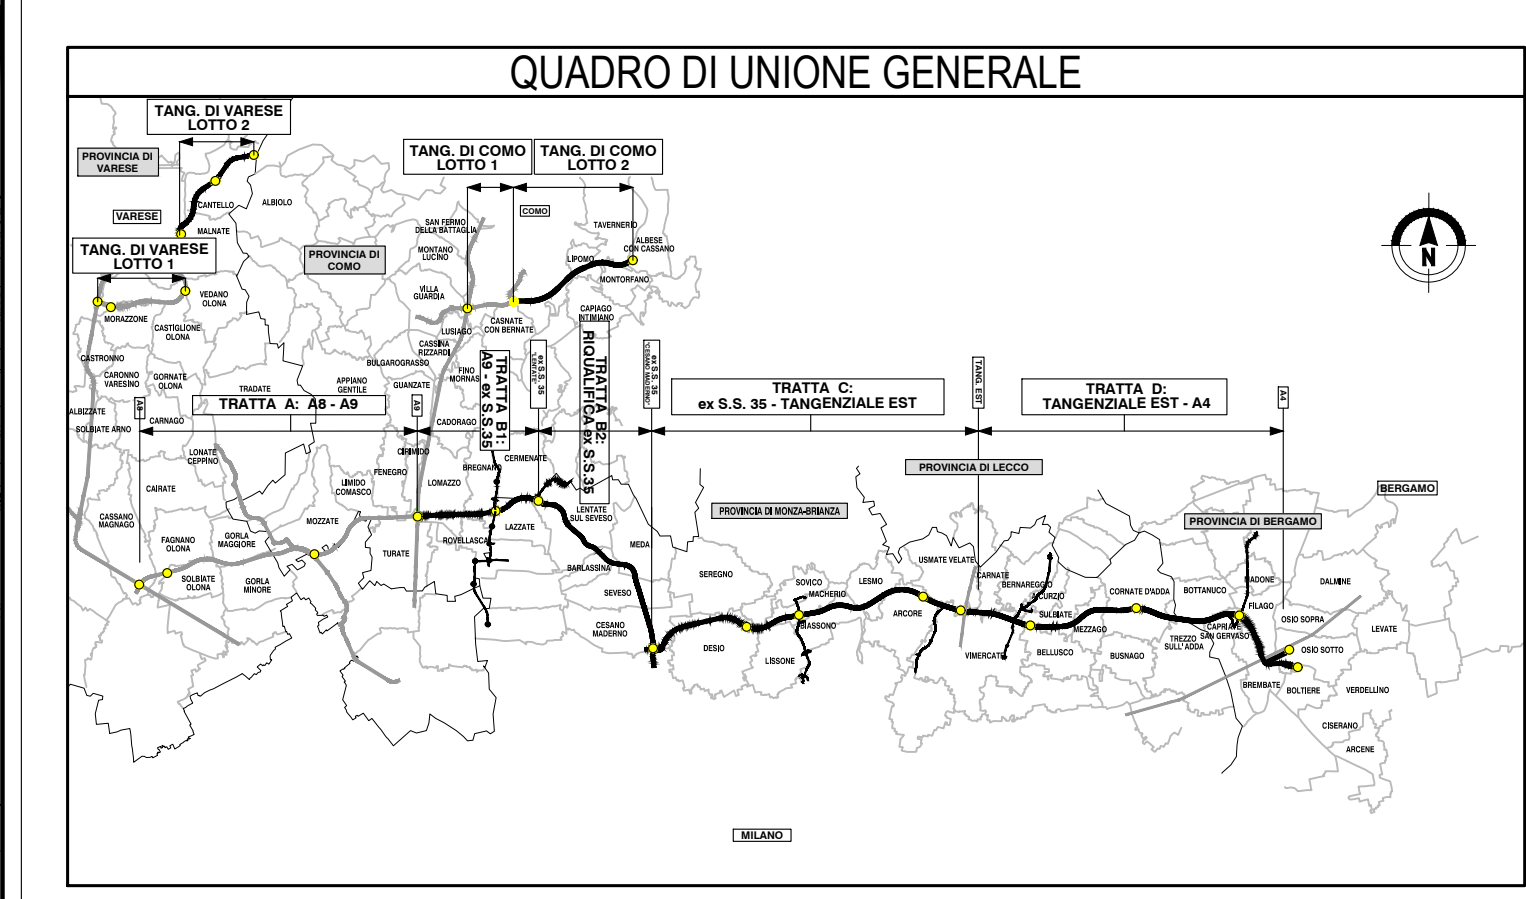 QUADRO DI UNIONE GENERALE
TANG. DI VARESE
LOTTO 2
PROVINCIA DI
VARESE
VARESE
CANTELLO
ALBIOLO
MALNATE
TANG. DI VARESE
LOTTO 1
PROVINCIA DI
COMO
TANG. DI COMO
LOTTO 1
TANG. DI COMO
LOTTO 2
COMO
SAN FERMO
DELLA BATTAGLIA
MONTANO
LUCINO
VILLA
GUARDIA
TAVERNERIO
ALBESE
CON CASSANO
LIPOMO
MONTORFANO
CAPIAGO
INTIMIANO
CASNATE
CON BERNATE
LUSIAGO
CASSINA
RIZZARDI
BULGAROGRASSO
FINO
MORNAS
GUANZATE
APPIANO
GENTILE
CADORAGO
CIRIMIDO
FENEGRO
LIMIDO
COMASCO
LOMAZZO
BREGNANO
CERMENATE
VEDANO
OLONA
MORAZZONE
CASTIGLIONE
OLONA
CASTRONNO
CARONNO
VARESINO
GORNATE
OLONA
TRADATE
ALBIZZATE
SOLBIATE ARNO
CARNAGO
LONATE
CEPPINO
CAIRATE
CASSANO
MAGNAGO
FAGNANO
OLONA
SOLBIATE
OLONA
GORLA
MAGGIORE
GORLA
MINORE
MOZZATE
TURATE
ROVELLASCA
LAZZATE
LENTATE
SUL SEVESO
MEDA
BARLASSINA
SEVESO
CESANO
MADERNO
A8
TRATTA A: A8 - A9
A9
TRATTA B1:
A9 - ex S.S.35
ex S.S. 35
"LENTATE"
TRATTA B2:
RIQUALIFICA ex S.S.35
ex S.S. 35
"CESANO MADERNO"
TRATTA C:
ex S.S. 35 - TANGENZIALE EST
TANG. EST
TRATTA D:
TANGENZIALE EST - A4
A4
N
PROVINCIA DI LECCO
PROVINCIA DI MONZA-BRIANZA
PROVINCIA DI BERGAMO
BERGAMO
SEREGNO
DESIO
LISSONE
SOVICO
MACHERIO
BIASSONO
LESMO
ARCORE
USMATE VELATE
CARNATE
BERNAREGGIO
SULBIATE
VIMERCATE
BELLUSCO
MEZZAGO
BUSNAGO
CORNATE D'ADDA
BOTTANUCO
TREZZO
SULL'ADDA
CAPRIATE
SAN GERVASO
FILAGO
DALMINE
OSIO SOPRA
OSIO SOTTO
LEVATE
BREMBATE
BOLTIERE
VERDELLINO
CISERANO
ARCENE
MILANO